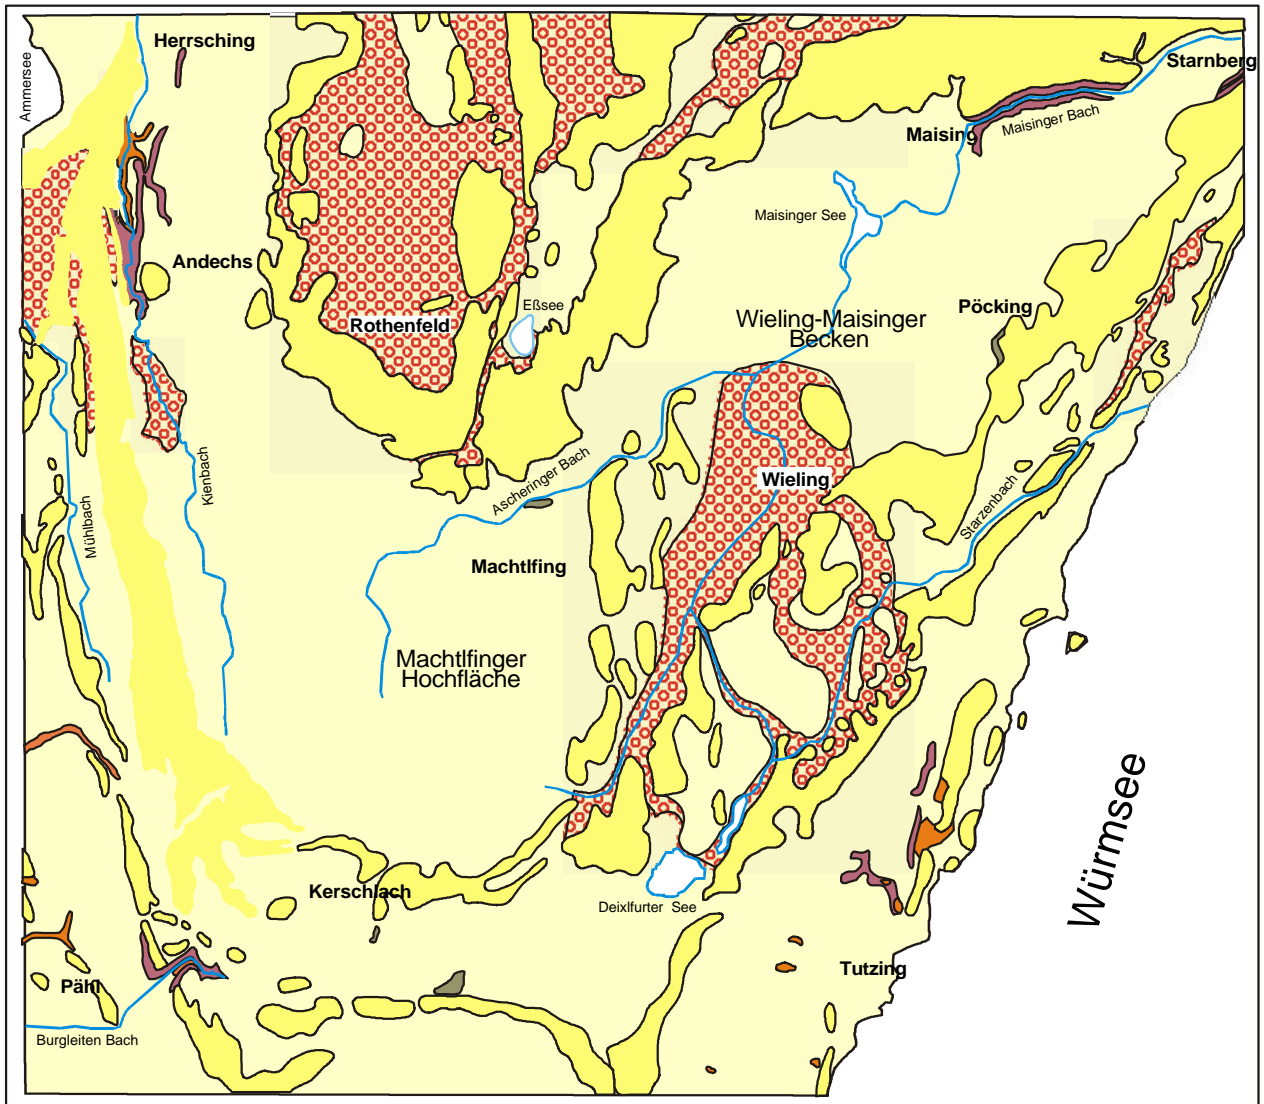 Herrsching
Ammersee
Starnberg
Maisinger Bach
Maising
Maisinger See
Andechs
Eßsee
Rothenfeld
Pöcking
Wieling-Maisinger
Becken
Kienbach
Mühlbach
Ascheringer Bach
Wieling
Starzenbach
Machtlfing
Machtlfinger
Hochfläche
Würmsee
Kerschlach
Deixlfurter See
Tutzing
Pähl
Burgleiten Bach